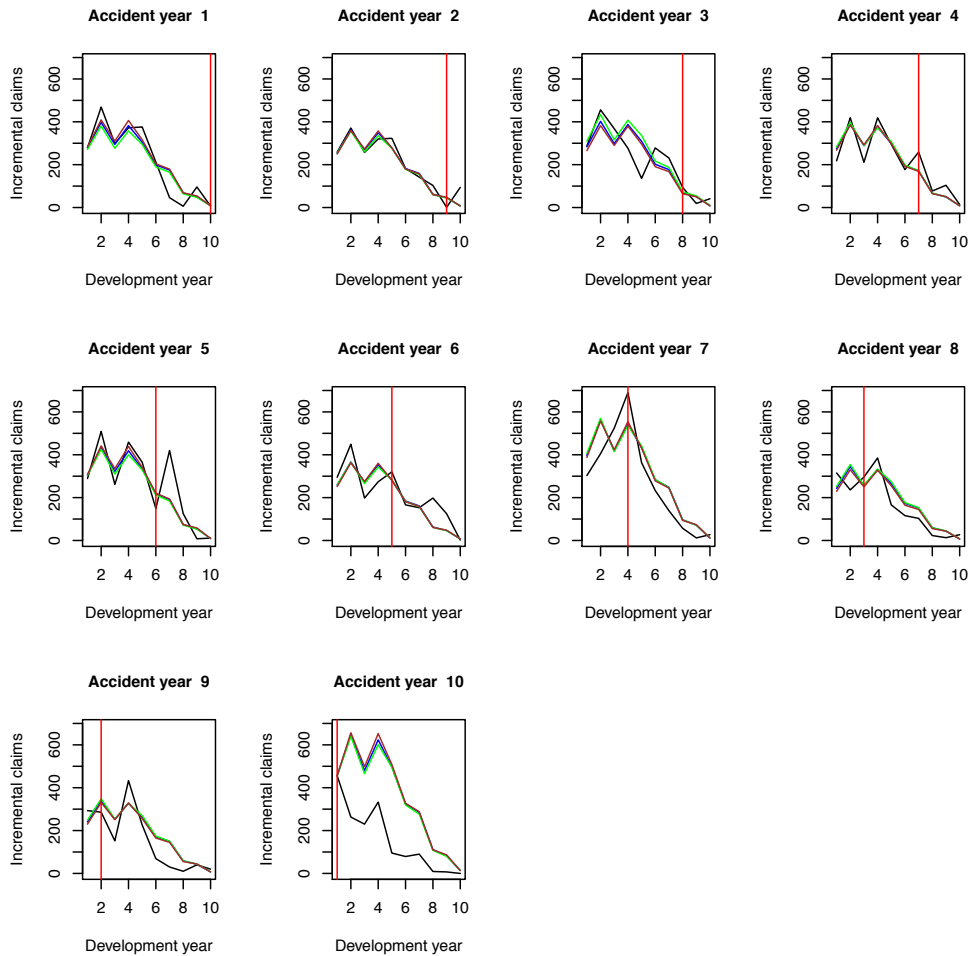 Accident year 1
Accident year 2
Accident year 3
Accident year 4
Incremental claims
0 200 400 600
Incremental claims
0 200 400 600
Incremental claims
0 200 400 600
Incremental claims
0 200 400 600
2 4 6 8 10
2 4 6 8 10
2 4 6 8 10
2 4 6 8 10
Development year
Development year
Development year
Development year
Accident year 5
Accident year 6
Accident year 7
Accident year 8
Incremental claims
0 200 400 600
Incremental claims
0 200 400 600
Incremental claims
0 200 400 600
Incremental claims
0 200 400 600
2 4 6 8 10
2 4 6 8 10
2 4 6 8 10
2 4 6 8 10
Development year
Development year
Development year
Development year
Accident year 9
Accident year 10
Incremental claims
0 200 400 600
Incremental claims
0 200 400 600
2 4 6 8 10
2 4 6 8 10
Development year
Development year